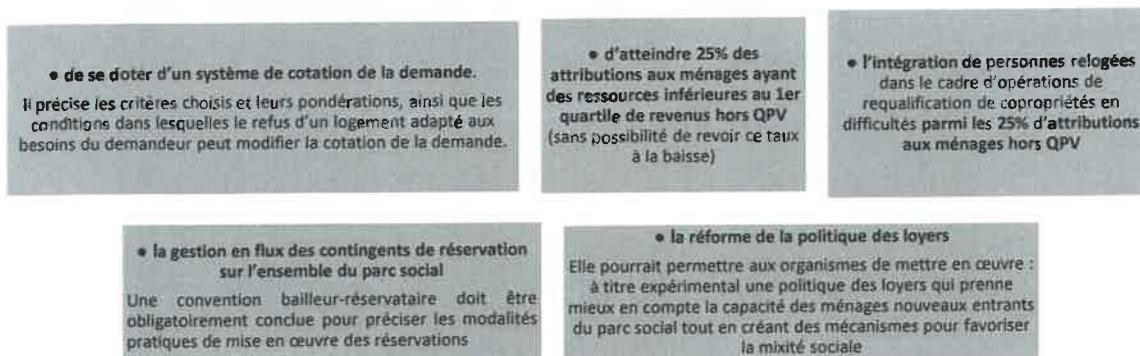 • de se doter d'un système de cotation de la demande.
Il précise les critères choisis et leurs pondérations, ainsi que les
conditions dans lesquelles le refus d'un logement adapté aux
besoins du demandeur peut modifier la cotation de la demande.
• d'atteindre 25% des
attributions aux ménages ayant
des ressources inférieures au 1er
quartile de revenus hors QPV
(sans possibilité de revoir ce taux
à la baisse)
• l'intégration de personnes relogées
dans le cadre d'opérations de
requalification de copropriétés en
difficultés parmi les 25% d'attributions
aux ménages hors QPV
• la gestion en flux des contingents de réservation
sur l'ensemble du parc social
Une convention bailleur-réservataire doit être
obligatoirement conclue pour préciser les modalités
pratiques de mise en œuvre des réservations
• la réforme de la politique des loyers
Elle pourrait permettre aux organismes de mettre en œuvre :
à titre expérimental une politique des loyers qui prenne
mieux en compte la capacité des ménages nouveaux entrants
du parc social tout en créant des mécanismes pour favoriser
la mixité sociale